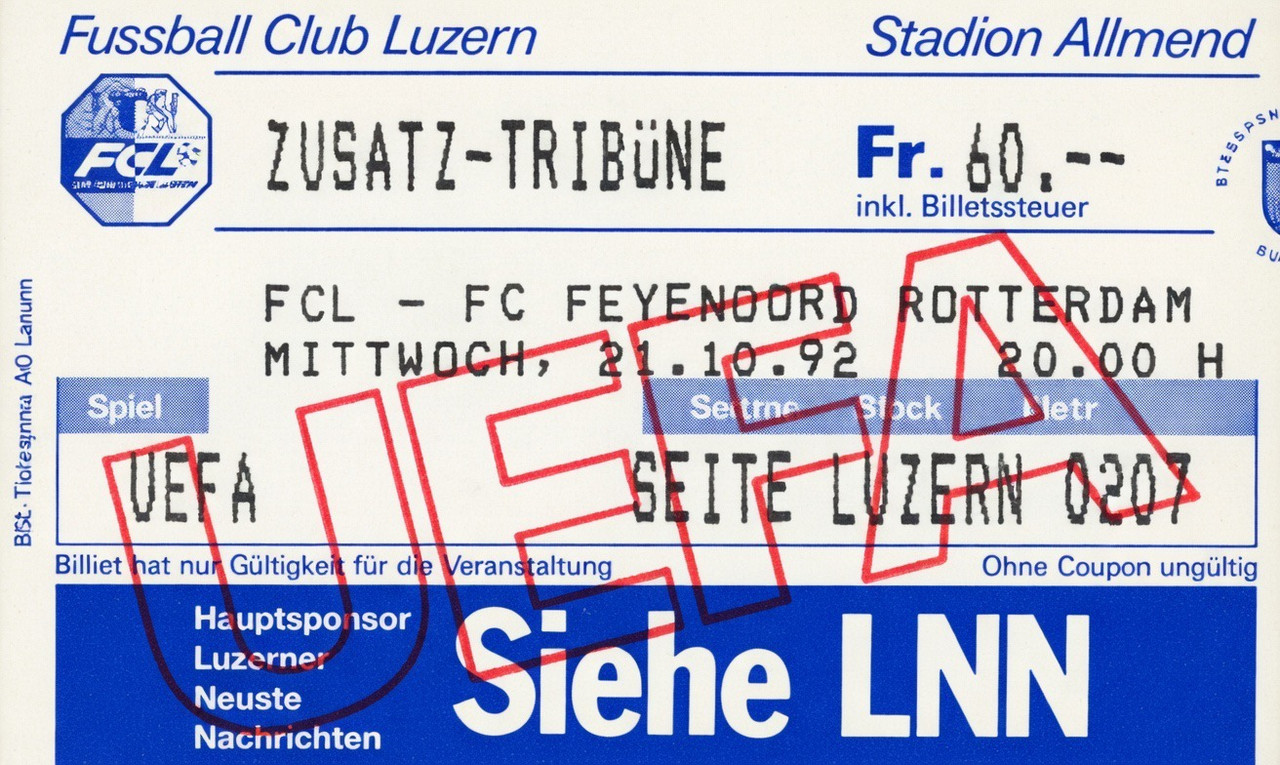 Fussball Club Luzern
Stadion Allmend
FCL
ZUSATZ-TRIBüNE
Fr. 60.--
inkl. Billetssteuer
FCL - FC FEYENOORD ROTTERDAM
MITTWOCH, 21.10.92 20.00 H
Spiel
UEFA
SEITE LUZERN 0207
UEFA
Billiet hat nur Gültigkeit für die Veranstaltung
Ohne Coupon ungültig
Hauptsponsor
Luzerner
Neuste
Nachrichten
Siehe LNN